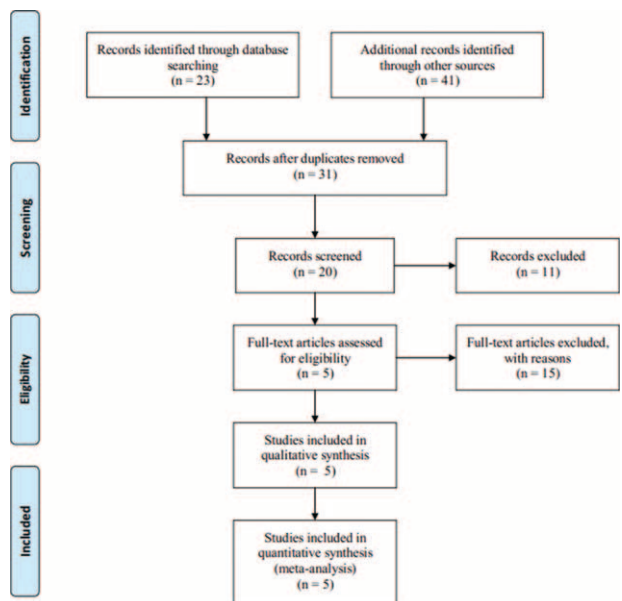 Identification
Records identified through database
searching
(n = 23)
Additional records identified
through other sources
(n = 41)
Records after duplicates removed
(n = 31)
Screening
Records screened
(n = 20)
Records excluded
(n = 11)
Eligibility
Full-text articles assessed
for eligibility
(n = 5)
Full-text articles excluded,
with reasons
(n = 15)
Studies included in
qualitative synthesis
(n = 5)
Included
Studies included in
quantitative synthesis
(meta-analysis)
(n = 5)